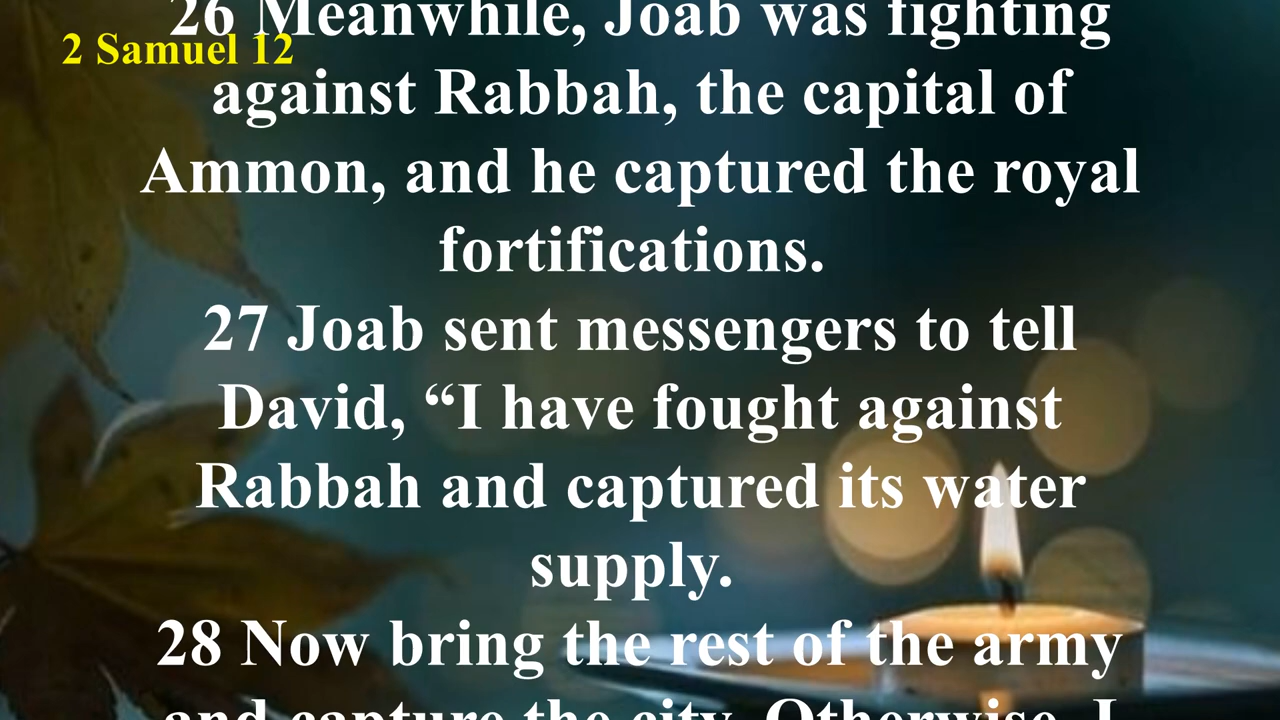 26 Meanwhile, Joab was fighting
2 Samuel 12
against Rabbah, the capital of
Ammon, and he captured the royal
fortifications.
27 Joab sent messengers to tell
David, “I have fought against
Rabbah and captured its water
supply.
28 Now bring the rest of the army
and capture the city. Otherwise, I